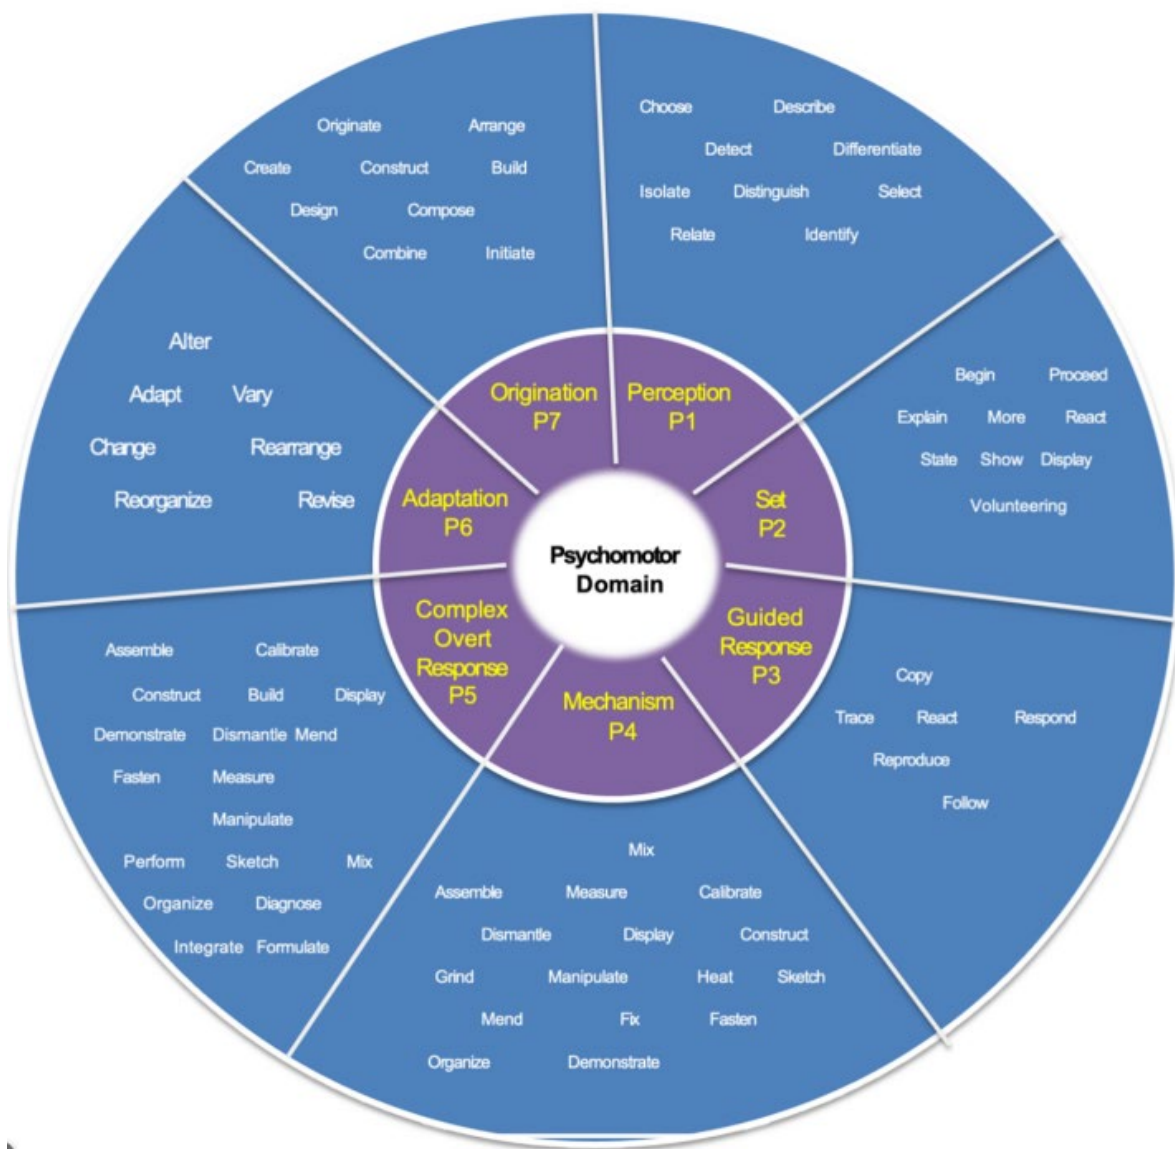 Psychomotor
Domain
Perception
P1
Choose Describe
Detect Differentiate
Isolate Distinguish Select
Relate Identify
Set
P2
Begin Proceed
Explain More React
State Show Display
Volunteering
Guided
Response
P3
Copy
Trace React Respond
Reproduce
Follow
Mechanism
P4
Mix
Assemble Measure Calibrate
Dismantle Display Construct
Grind Manipulate Heat Sketch
Mend Fix Fasten
Organize Demonstrate
Complex
Overt
Response
P5
Assemble Calibrate
Construct Build Display
Demonstrate Dismantle Mend
Fasten Measure
Manipulate
Perform Sketch Mix
Organize Diagnose
Integrate Formulate
Adaptation
P6
Alter
Adapt Vary
Change Rearrange
Reorganize Revise
Origination
P7
Originate Arrange
Create Construct Build
Design Compose
Combine Initiate